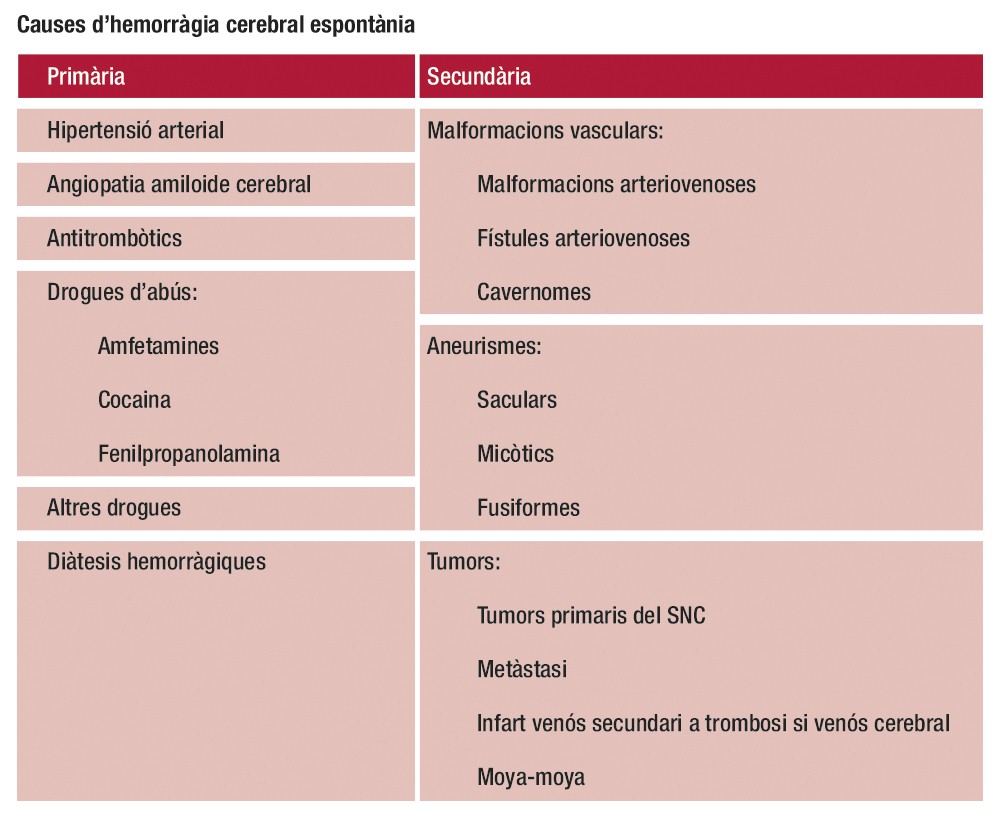 Causes d’hemorràgia cerebral espontània
Primària
Hipertensió arterial
Angiopatia amiloide cerebral
Antitrombòtics
Drogues d’abús:
Amfetamines
Cocaina
Fenilpropanolamina
Altres drogues
Diàtesis hemorràgiques
Secundària
Malformacions vasculars:
Malformacions arteriovenoses
Fístules arteriovenoses
Cavernomes
Aneurismes:
Saculars
Micòtics
Fusiformes
Tumors:
Tumors primaris del SNC
Metàstasi
Infart venós secundari a trombosi si venós cerebral
Moya-moya